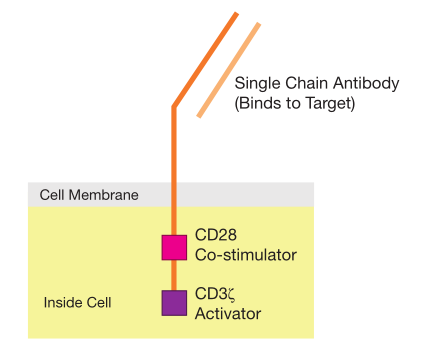 Single Chain Antibody
(Binds to Target)
Cell Membrane
CD28
Co-stimulator
Inside Cell
CD3ζ
Activator